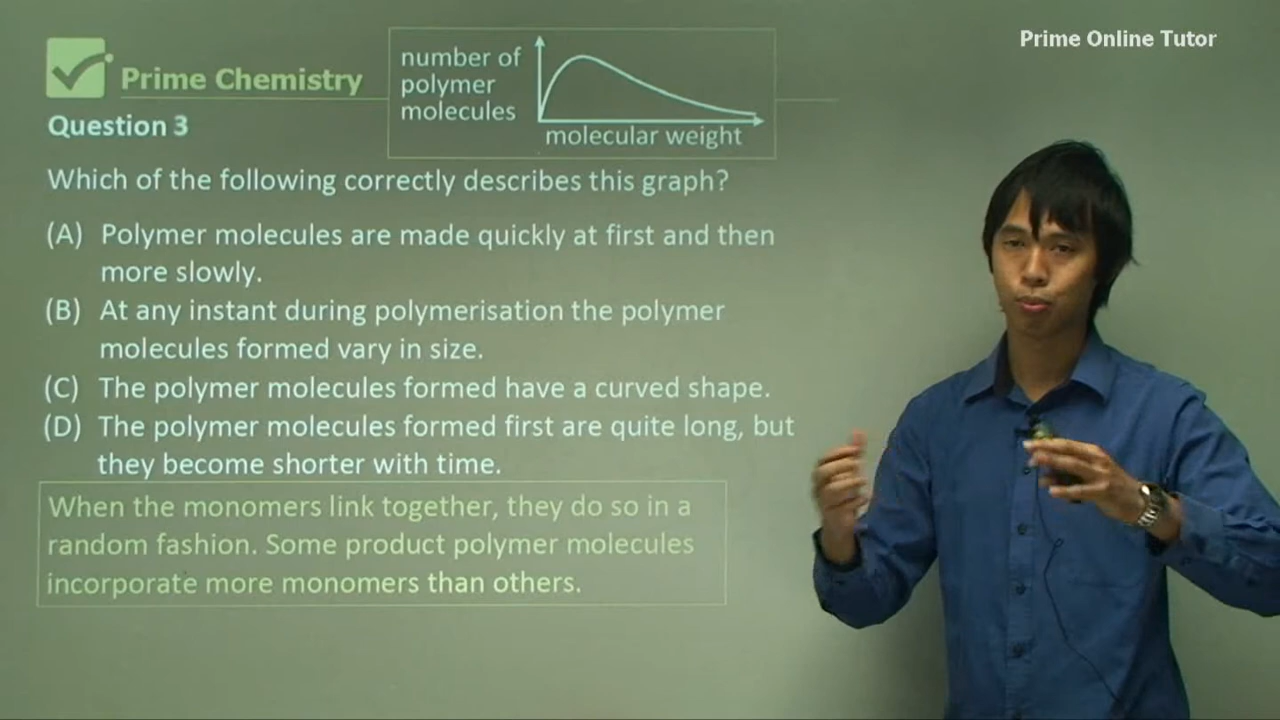 Prime Online Tutor
Prime Chemistry
number of
polymer
molecules
molecular weight
Question 3
Which of the following correctly describes this graph?
(A) Polymer molecules are made quickly at first and then
more slowly.
(B) At any instant during polymerisation the polymer
molecules formed vary in size.
(C) The polymer molecules formed have a curved shape.
(D) The polymer molecules formed first are quite long, but
they become shorter with time.
When the monomers link together, they do so in a
random fashion. Some product polymer molecules
incorporate more monomers than others.